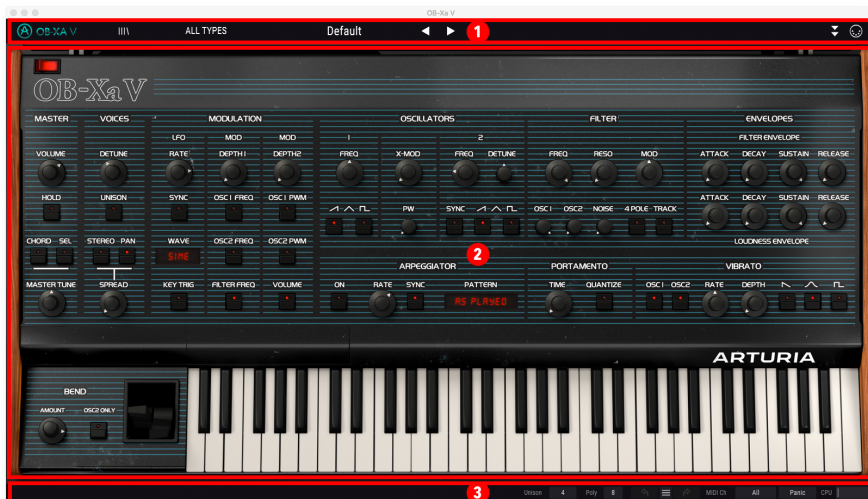 OB-Xa V
OB-XA V ALL TYPES Default 1
OB-Xa V
MASTER VOICES MODULATION OSCILLATORS FILTER ENVELOPES
LFO MOD MOD 1 2 FILTER ENVELOPE
VOLUME DETUNE RATE DEPTH1 DEPTH2 FREQ X-MOD FREQ DETUNE FREQ RESO MOD ATTACK DECAY SUSTAIN RELEASE
HOLD UNISON SYNC OSC1 FREQ OSC1 PWM PW SYNC OSC1 OSC2 NOISE 4 POLE TRACK ATTACK DECAY SUSTAIN RELEASE
CHORD SEL STEREO PAN WAVE OSC2 FREQ OSC2 PWM LOUDNESS ENVELOPE
SINE 2
ARPEGGIATOR PORTAMENTO VIBRATO
MASTER TUNE SPREAD KEY TRIG FILTER FREQ VOLUME ON RATE SYNC PATTERN TIME QUANTIZE OSC1 OSC2 RATE DEPTH
AS PLAYED
ARTURIA
BEND
AMOUNT OSC2 ONLY
3 Unison 4 Poly 8 MIDI Ch All Panic CPU